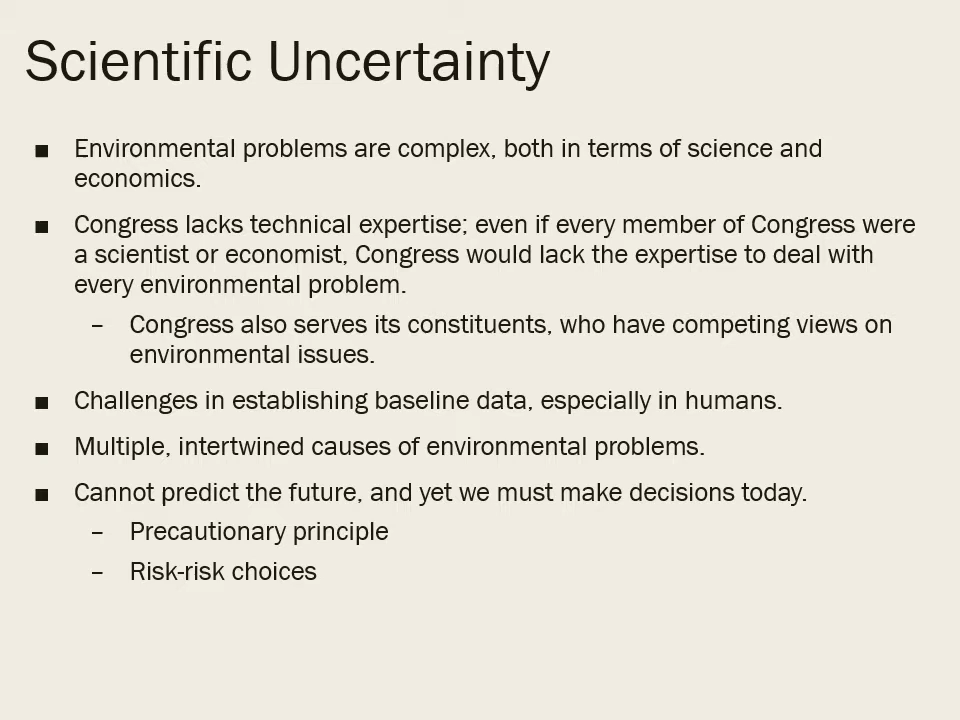 Scientific Uncertainty
■ Environmental problems are complex, both in terms of science and
economics.
■ Congress lacks technical expertise; even if every member of Congress were
a scientist or economist, Congress would lack the expertise to deal with
every environmental problem.
– Congress also serves its constituents, who have competing views on
environmental issues.
■ Challenges in establishing baseline data, especially in humans.
■ Multiple, intertwined causes of environmental problems.
■ Cannot predict the future, and yet we must make decisions today.
– Precautionary principle
– Risk-risk choices